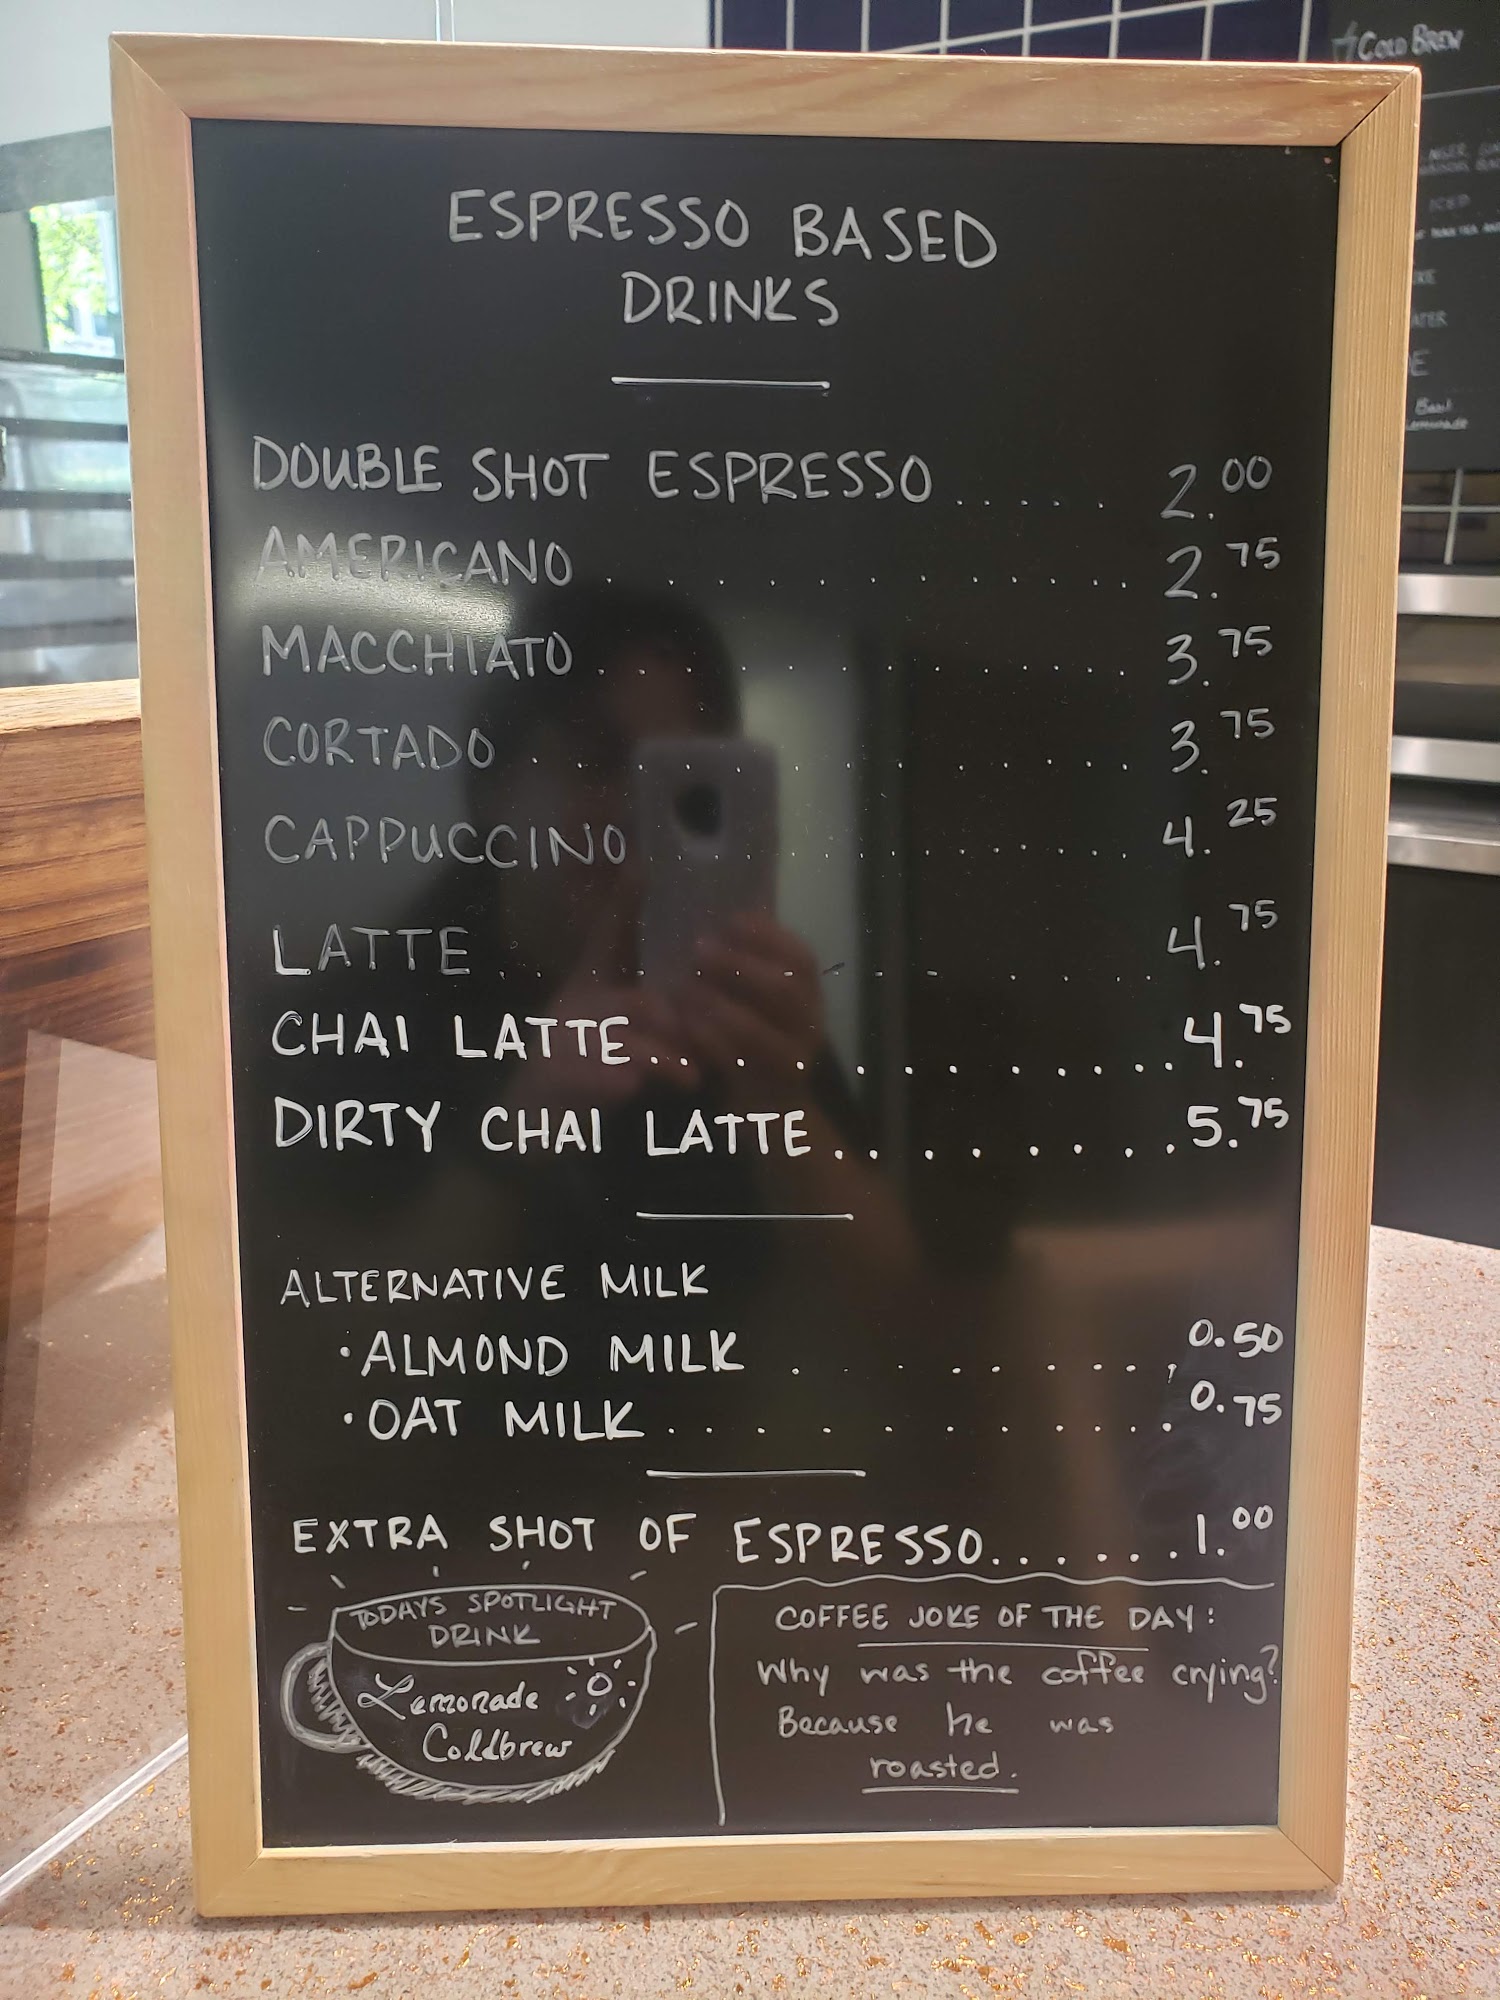 ESPRESSO BASED
DRINKS
DOUBLE SHOT ESPRESSO ..... 2.00
AMERICANO ........... 2.75
MACCHIATO ........... 3.75
CORTADO ............ 3.75
CAPPUCCINO ............ 4.25
LATTE ............ 4.75
CHAI LATTE ............ 4.75
DIRTY CHAI LATTE ........ 5.75
ALTERNATIVE MILK
• ALMOND MILK ........ 0.50
• OAT MILK .......... 0.75
EXTRA SHOT OF ESPRESSO ...... 1.00
TODAYS SPOTLIGHT
DRINK
Lemonade
Coldbrew
COFFEE JOKE OF THE DAY:
Why was the coffee crying?
Because he was
roasted.
COLD BREW
ICED
Basil